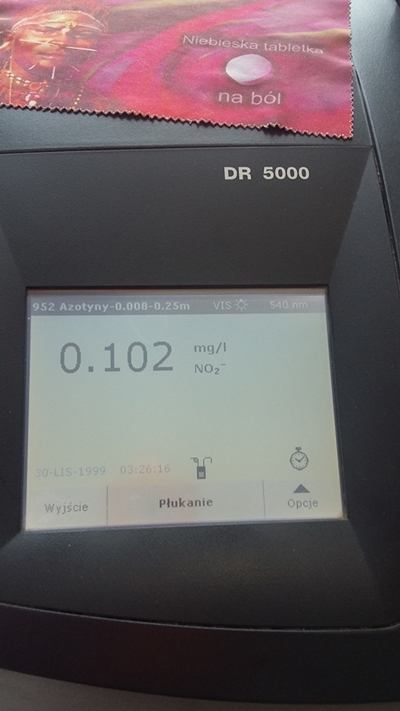 Niebieska tabletka
na ból
DR 5000
952 Azotyny-0.008-0.25m VIS 540 nm
0.102 mg/l
NO₂⁻
30-LIS-1999 03:26:16
Wyjście Płukanie Opcje